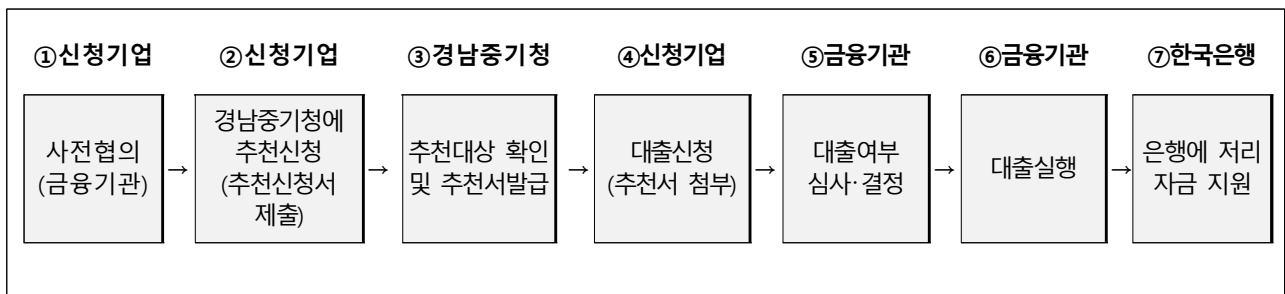 ①신청기업 ②신청기업 ③경남중기청 ④신청기업 ⑤금융기관 ⑥금융기관 ⑦한국은행
사전협의
(금융기관)
→
경남중기청에
추천신청
(추천신청서
제출)
→
추천대상 확인
및 추천서발급
→
대출신청
(추천서 첨부)
→
대출여부
심사·결정
→
대출실행
→
은행에 저리
자금 지원